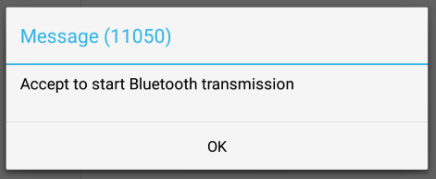 Message (11050)
Accept to start Bluetooth transmission
OK